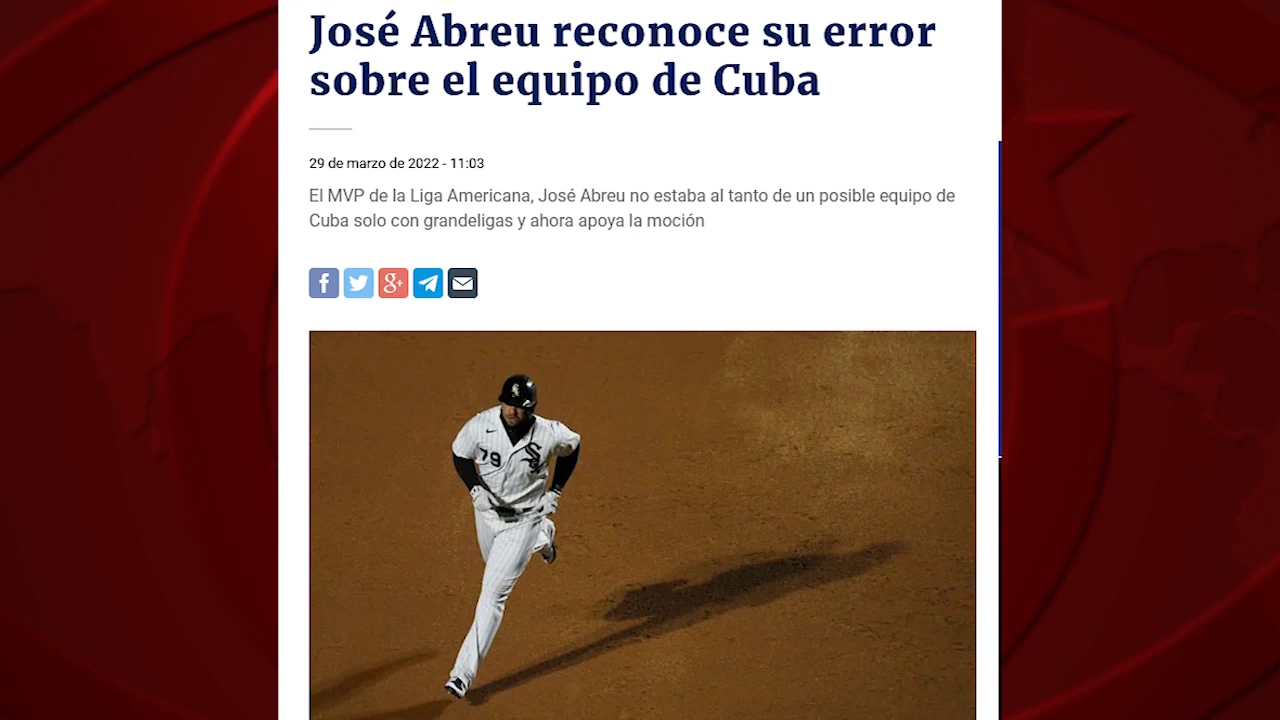 José Abreu reconoce su error
sobre el equipo de Cuba
29 de marzo de 2022 - 11:03
El MVP de la Liga Americana, José Abreu no estaba al tanto de un posible equipo de
Cuba solo con grandeligas y ahora apoya la moción
f
g+
79
Sox